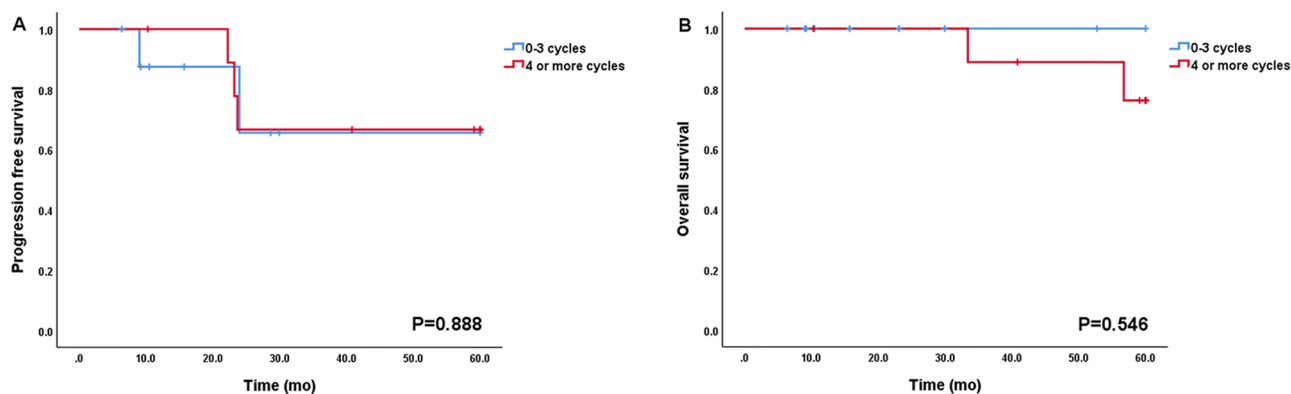 A
Progression free survival
1.0
0.8
0.6
0.4
0.2
0.0
0-3 cycles
4 or more cycles
P=0.888
.0 10.0 20.0 30.0 40.0 50.0 60.0
Time (mo)
B
Overall survival
1.0
0.8
0.6
0.4
0.2
0.0
0-3 cycles
4 or more cycles
P=0.546
.0 10.0 20.0 30.0 40.0 50.0 60.0
Time (mo)